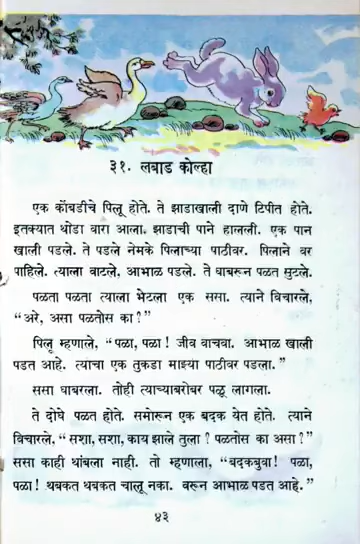 ३१. लबाड कोल्हा
एक कोंबडीचे पिलू होते. ते झाडाखाली दाणे टिपीत होते.
इतक्यात थोडा वारा आला. झाडाची पाने हालली. एक पान
खाली पडले. ते पडले नेमके पिलाच्या पाठीवर. पिलाने वर
पाहिले. त्याला वाटले, आभाळ पडले. ते घाबरून पळत सुटले.
पळता पळता त्याला भेटला एक ससा. त्याने विचारले,
“अरे, असा पळतोस का?”
पिलू म्हणाले, “पळा, पळा! जीव वाचवा. आभाळ खाली
पडत आहे. त्याचा एक तुकडा माझ्या पाठीवर पडला.”
ससा घाबरला. तोही त्याच्याबरोबर पळू लागला.
ते दोघे पळत होते. समोरून एक बदक येत होते. त्याने
विचारले, “सशा, सशा, काय झाले तुला? पळतोस का असा?”
ससा काही थांबला नाही. तो म्हणाला, “बदकबुवा! पळा,
पळा! थबकत थबकत चालू नका. वरून आभाळ पडत आहे.”
४३